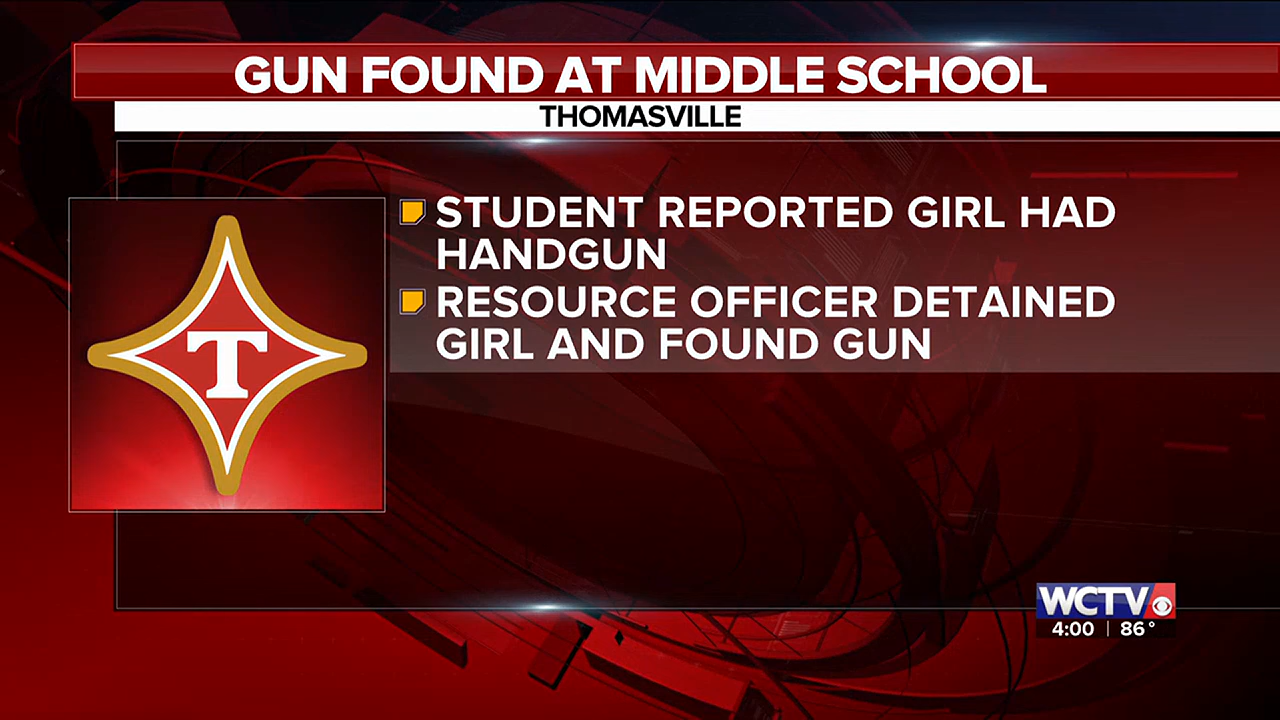 GUN FOUND AT MIDDLE SCHOOL
THOMASVILLE
STUDENT REPORTED GIRL HAD
HANDGUN
RESOURCE OFFICER DETAINED
GIRL AND FOUND GUN
T
WCTV
4:00 | 86°